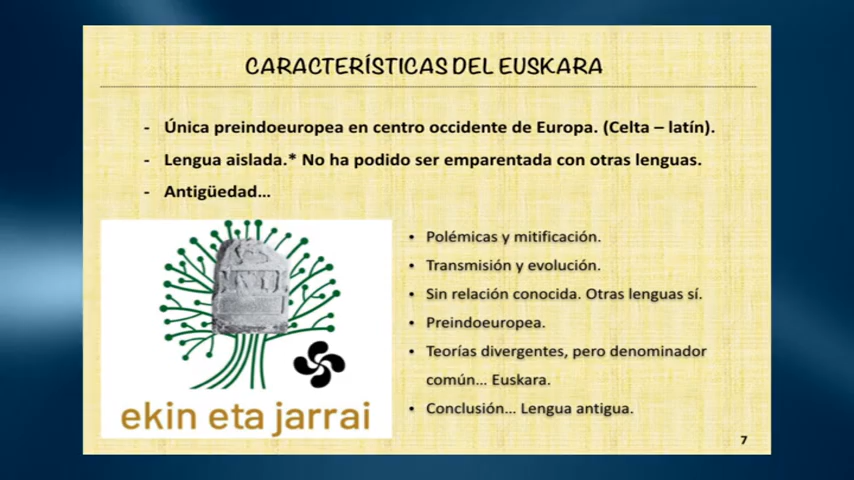 CARACTERÍSTICAS DEL EUSKARA
- Única preindoeuropea en centro occidente de Europa. (Celta – latín).
- Lengua aislada.* No ha podido ser emparentada con otras lenguas.
- Antigüedad...
• Polémicas y mitificación.
• Transmisión y evolución.
• Sin relación conocida. Otras lenguas sí.
• Preindoeuropea.
• Teorías divergentes, pero denominador
común... Euskara.
• Conclusión... Lengua antigua.
ekin eta jarrai
7